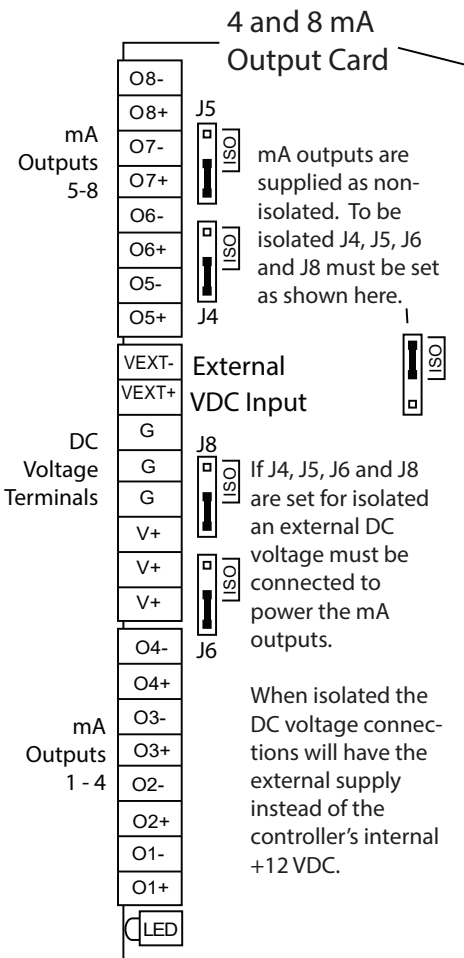 4 and 8 mA
Output Card
mA
Outputs
5-8
O8-
O8+
O7-
O7+
O6-
O6+
O5-
O5+
J5
ISO
ISO
J4
mA outputs are
supplied as non-
isolated. To be
isolated J4, J5, J6
and J8 must be set
as shown here.
ISO
VEXT-
VEXT+
External
VDC Input
DC
Voltage
Terminals
G
G
G
V+
V+
V+
J8
ISO
ISO
J6
If J4, J5, J6 and J8
are set for isolated
an external DC
voltage must be
connected to
power the mA
outputs.
mA
Outputs
1 - 4
O4-
O4+
O3-
O3+
O2-
O2+
O1-
O1+
LED
When isolated the
DC voltage connec-
tions will have the
external supply
instead of the
controller's internal
+12 VDC.